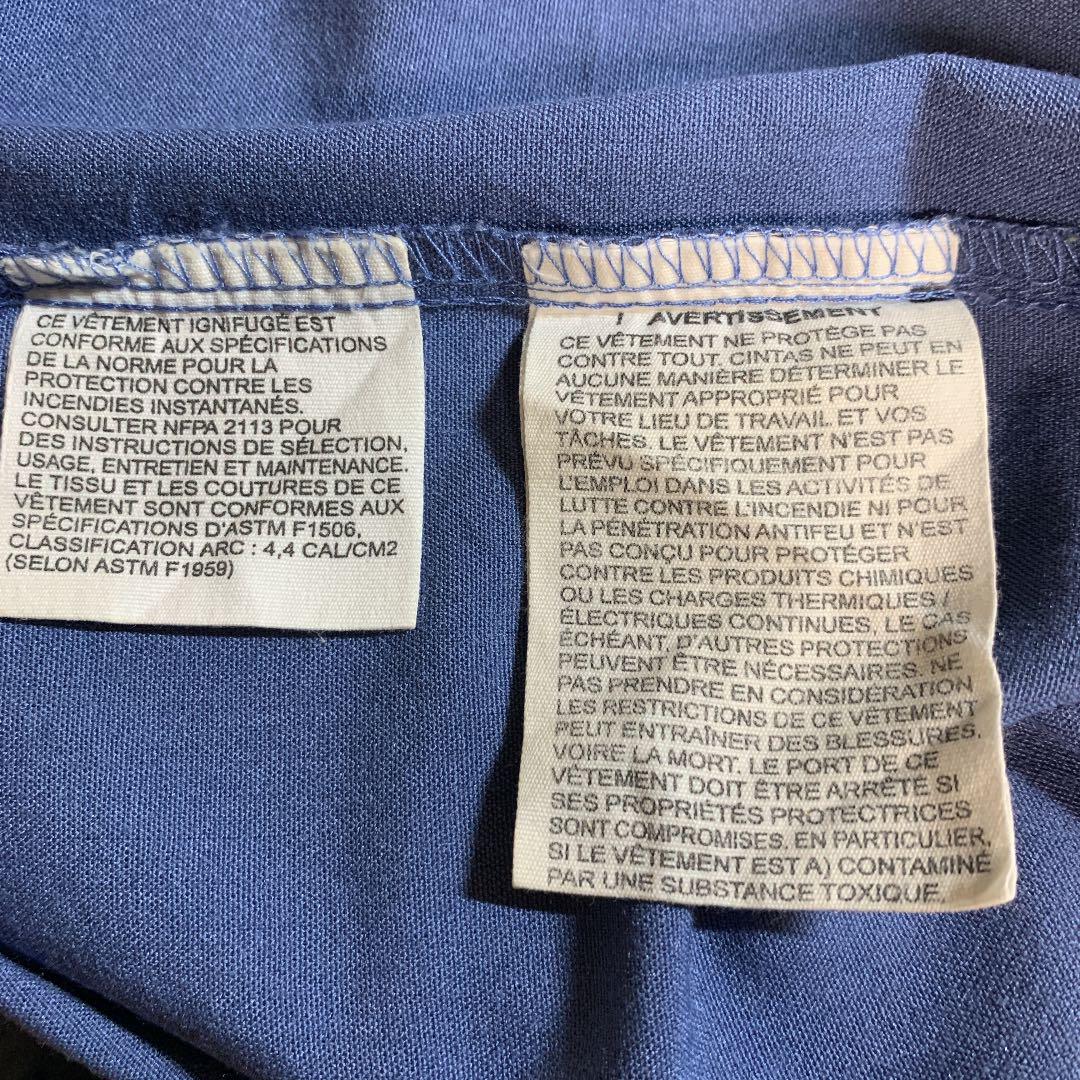 CE VÊTEMENT IGNIFUGÉ EST
CONFORME AUX SPÉCIFICATIONS
DE LA NORME POUR LA
PROTECTION CONTRE LES
INCENDIES INSTANTANÉS.
CONSULTER NFPA 2113 POUR
DES INSTRUCTIONS DE SÉLECTION,
USAGE, ENTRETIEN ET MAINTENANCE.
LE TISSU ET LES COUTURES DE CE
VÊTEMENT SONT CONFORMES AUX
SPÉCIFICATIONS D'ASTM F1506,
CLASSIFICATION ARC : 4,4 CAL/CM2
(SELON ASTM F1959)
! AVERTISSEMENT
CE VÊTEMENT NE PROTÈGE PAS
CONTRE TOUT. CINTAS NE PEUT EN
AUCUNE MANIÈRE DÉTERMINER LE
VÊTEMENT APPROPRIÉ POUR
VOTRE LIEU DE TRAVAIL ET VOS
TÂCHES. LE VÊTEMENT N'EST PAS
PRÉVU SPÉCIFIQUEMENT POUR
L'EMPLOI DANS LES ACTIVITÉS DE
LUTTE CONTRE L'INCENDIE NI POUR
LA PÉNÉTRATION ANTIFEU ET N'EST
PAS CONÇU POUR PROTÉGER
CONTRE LES PRODUITS CHIMIQUES
OU LES CHARGES THERMIQUES /
ÉLECTRIQUES CONTINUES. LE CAS
ÉCHÉANT, D'AUTRES PROTECTIONS
PEUVENT ÊTRE NÉCESSAIRES. NE
PAS PRENDRE EN CONSIDERATION
LES RESTRICTIONS DE CE VÊTEMENT
PEUT ENTRAÎNER DES BLESSURES,
VOIRE LA MORT. LE PORT DE CE
VÊTEMENT DOIT ÊTRE ARRÊTÉ SI
SES PROPRIÉTÉS PROTECTRICES
SONT COMPROMISES. EN PARTICULIER,
SI LE VÊTEMENT EST A) CONTAMINÉ
PAR UNE SUBSTANCE TOXIQUE,